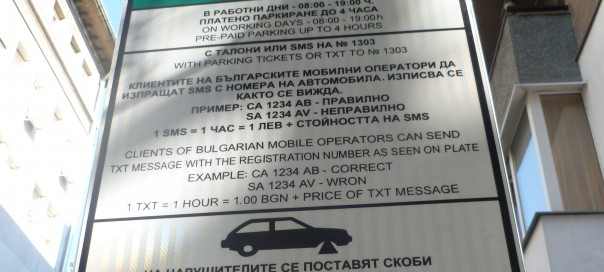 В РАБОТНИ ДНИ - 08:00 - 19:00 Ч.
ПЛАТЕНО ПАРКИРАНЕ ДО 4 ЧАСА
ON WORKING DAYS - 08:00 - 19:00h
PRE-PAID PARKING UP TO 4 HOURS
С ТАЛОНИ ИЛИ SMS НА № 1303
WITH PARKING TICKETS OR TXT TO № 1303
КЛИЕНТИТЕ НА БЪЛГАРСКИТЕ МОБИЛНИ ОПЕРАТОРИ ДА
ИЗПРАЩАТ SMS С НОМЕРА НА АВТОМОБИЛА. ИЗПИСВА СЕ
КАКТО СЕ ВИЖДА.
ПРИМЕР: СА 1234 АВ - ПРАВИЛНО
SA 1234 AV - НЕПРАВИЛНО
1 SMS = 1 ЧАС = 1 ЛЕВ + СТОЙНОСТТА НА SMS
CLIENTS OF BULGARIAN MOBILE OPERATORS CAN SEND
TXT MESSAGE WITH THE REGISTRATION NUMBER AS SEEN ON PLATE
EXAMPLE: CA 1234 AB - CORRECT
SA 1234 AV - WRON
1 TXT = 1 HOUR = 1.00 BGN + PRICE OF TXT MESSAGE
НА НАРУШИТЕЛИТЕ СЕ ПОСТАВЯТ СКОБИ